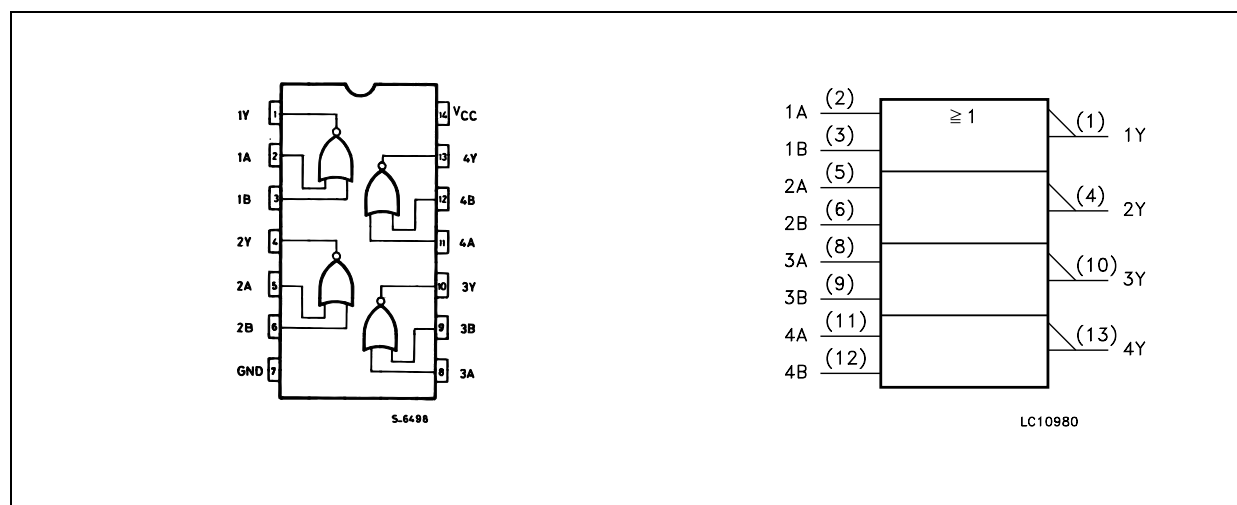 1Y 1 14 VCC
1A 2 13 4Y
1B 3 12 4B
2Y 4 11 4A
2A 5 10 3Y
2B 6 9 3B
GND 7 8 3A
S-6498
1A (2) ≧ 1 (1) 1Y
1B (3)
2A (5) (4) 2Y
2B (6)
3A (8) (10) 3Y
3B (9)
4A (11) (13) 4Y
4B (12)
LC10980